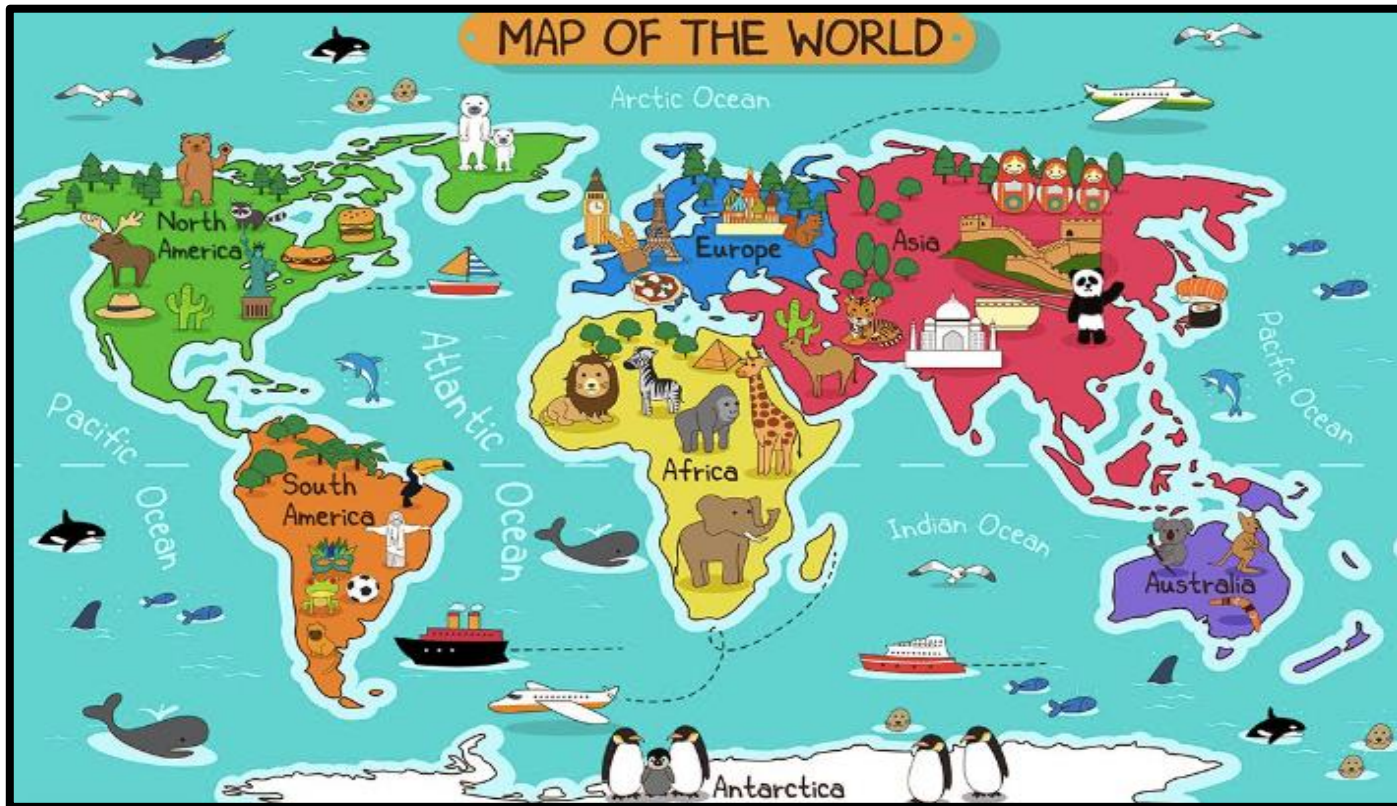 MAP OF THE WORLD
Arctic Ocean
North
America
Europe
Asia
Atlantic
Ocean
Pacific
Ocean
Pacific Ocean
South
America
Africa
Indian Ocean
Australia
Antarctica